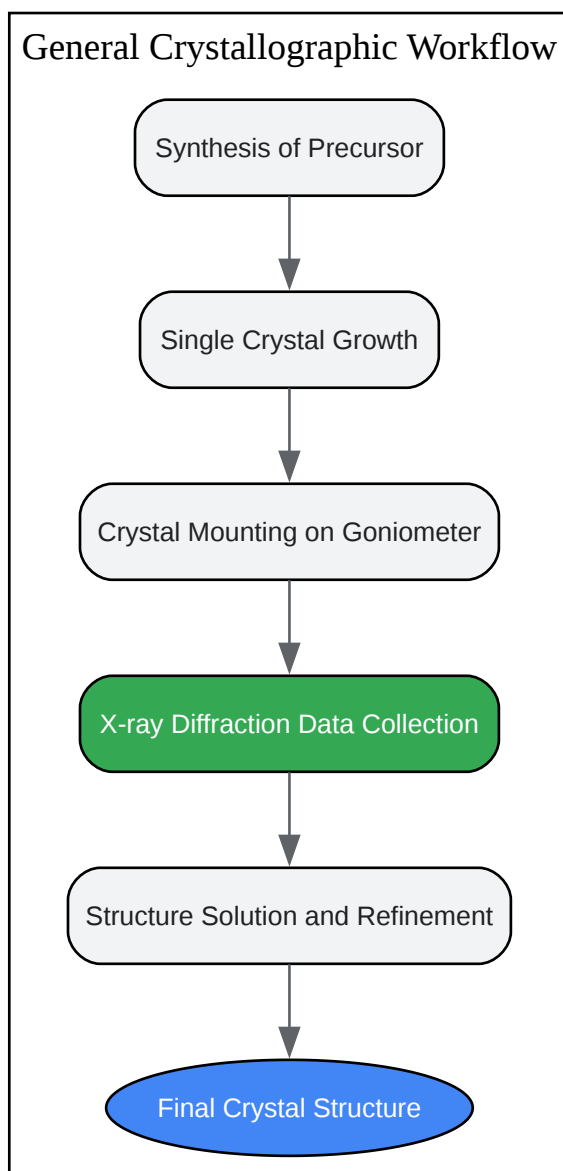 General Crystallographic Workflow
Synthesis of Precursor
Single Crystal Growth
Crystal Mounting on Goniometer
X-ray Diffraction Data Collection
Structure Solution and Refinement
Final Crystal Structure